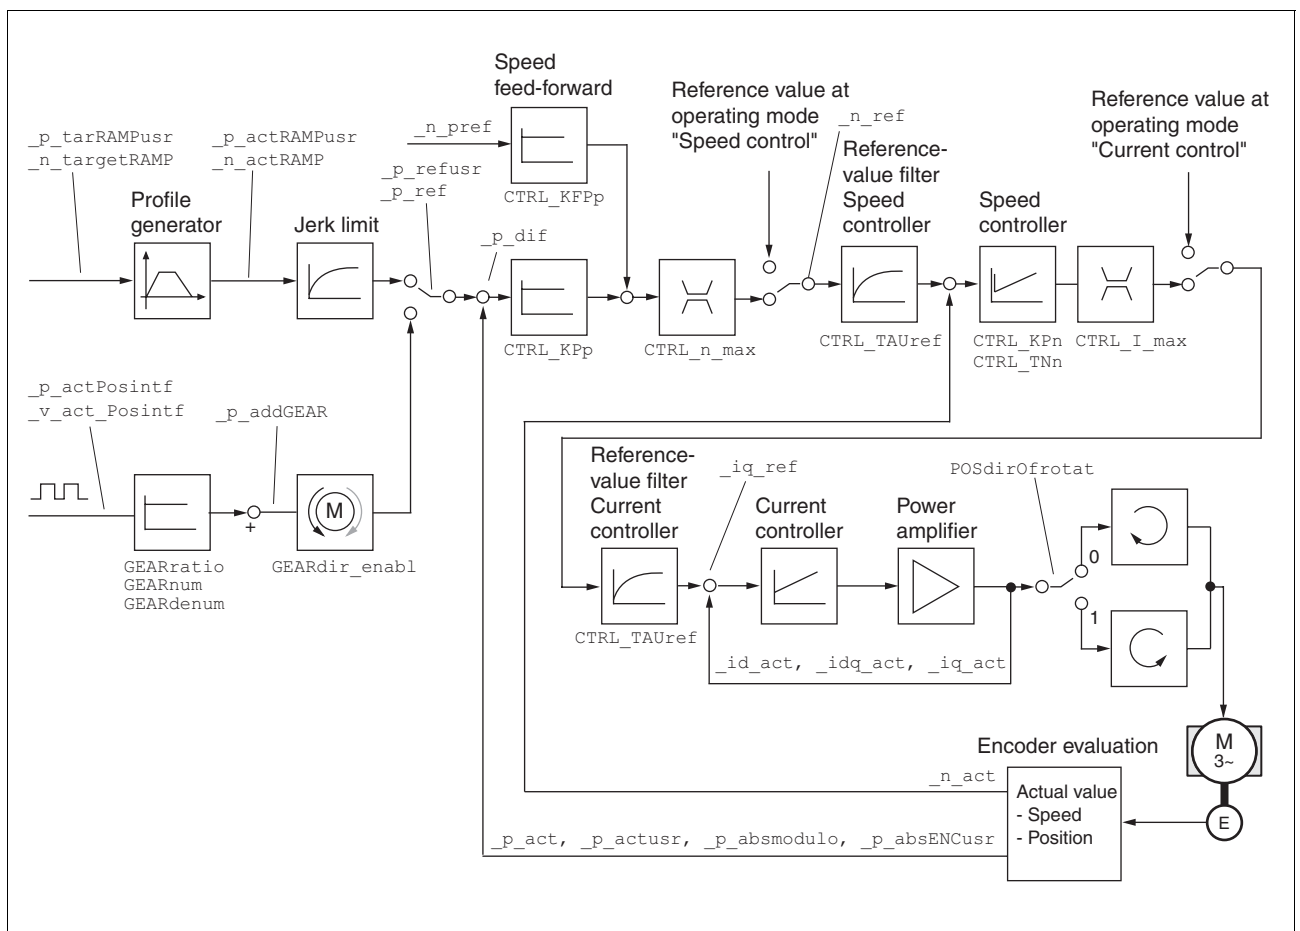 Speed
feed-forward
Reference value at
operating mode
"Speed control"
Reference value at
operating mode
"Current control"
_n_ref
_n_pref
_p_tarRAMPusr
_n_targetRAMP
_p_actRAMPusr
_n_actRAMP
_p_refusr
_p_ref
CTRL_KFPp
Reference-
value filter
Speed
controller
Speed
controller
Profile
generator
Jerk limit
_p_dif
CTRL_KPp
CTRL_n_max
CTRL_TAUref
CTRL_KPn
CTRL_TNn
CTRL_I_max
_p_actPosintf
_v_act_Posintf
_p_addGEAR
+
M
GEARratio
GEARnum
GEARdenum
GEARdir_enabl
Reference-
value filter
Current
controller
_iq_ref
Current
controller
Power
amplifier
POSdirOfrotat
0
1
CTRL_TAUref
_id_act, _idq_act, _iq_act
Encoder evaluation
M
3~
E
_n_act
Actual value
- Speed
- Position
_p_act, _p_actusr, _p_absmodulo, _p_absENCusr